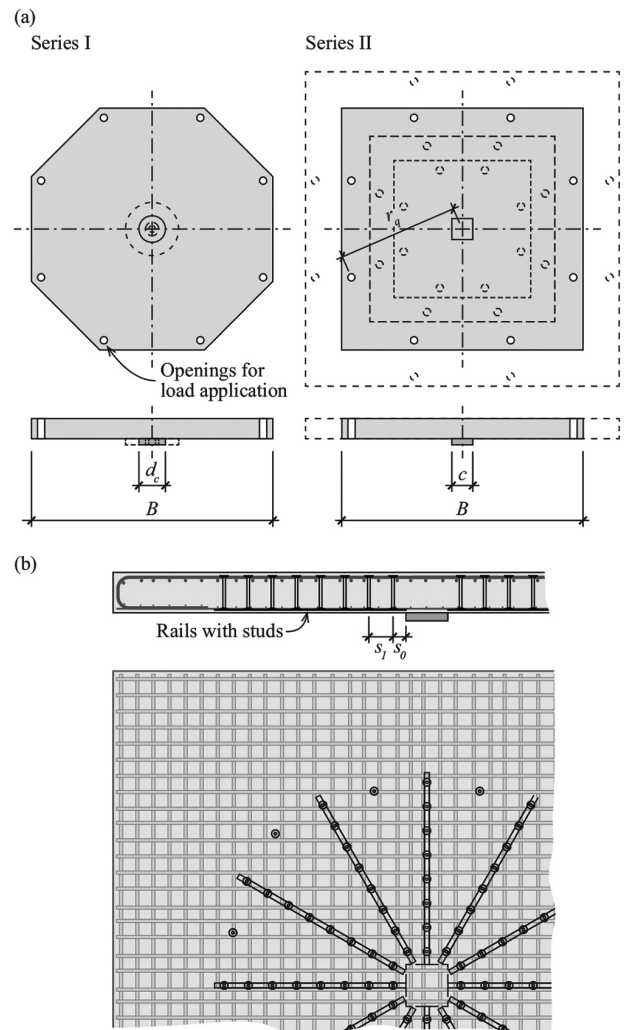 (a)
Series I
Series II
r_q
Openings for
load application
d_c
c
B
B
(b)
Rails with studs
s_1
s_0